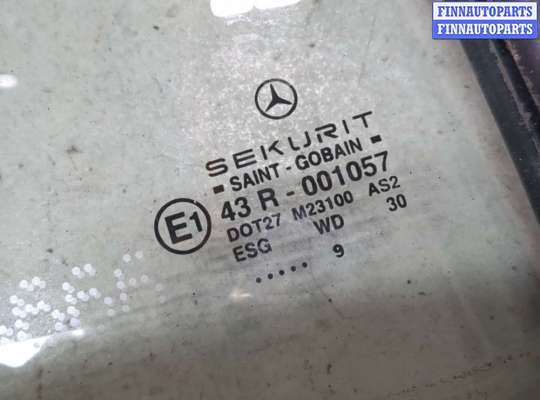 FINNAUTOPARTS
FINNAUTOPARTS
SEKURIT
SAINT - GOBAIN
E1
43 R - 001057
DOT27 M23100 AS2
ESG WD 30
..... 9